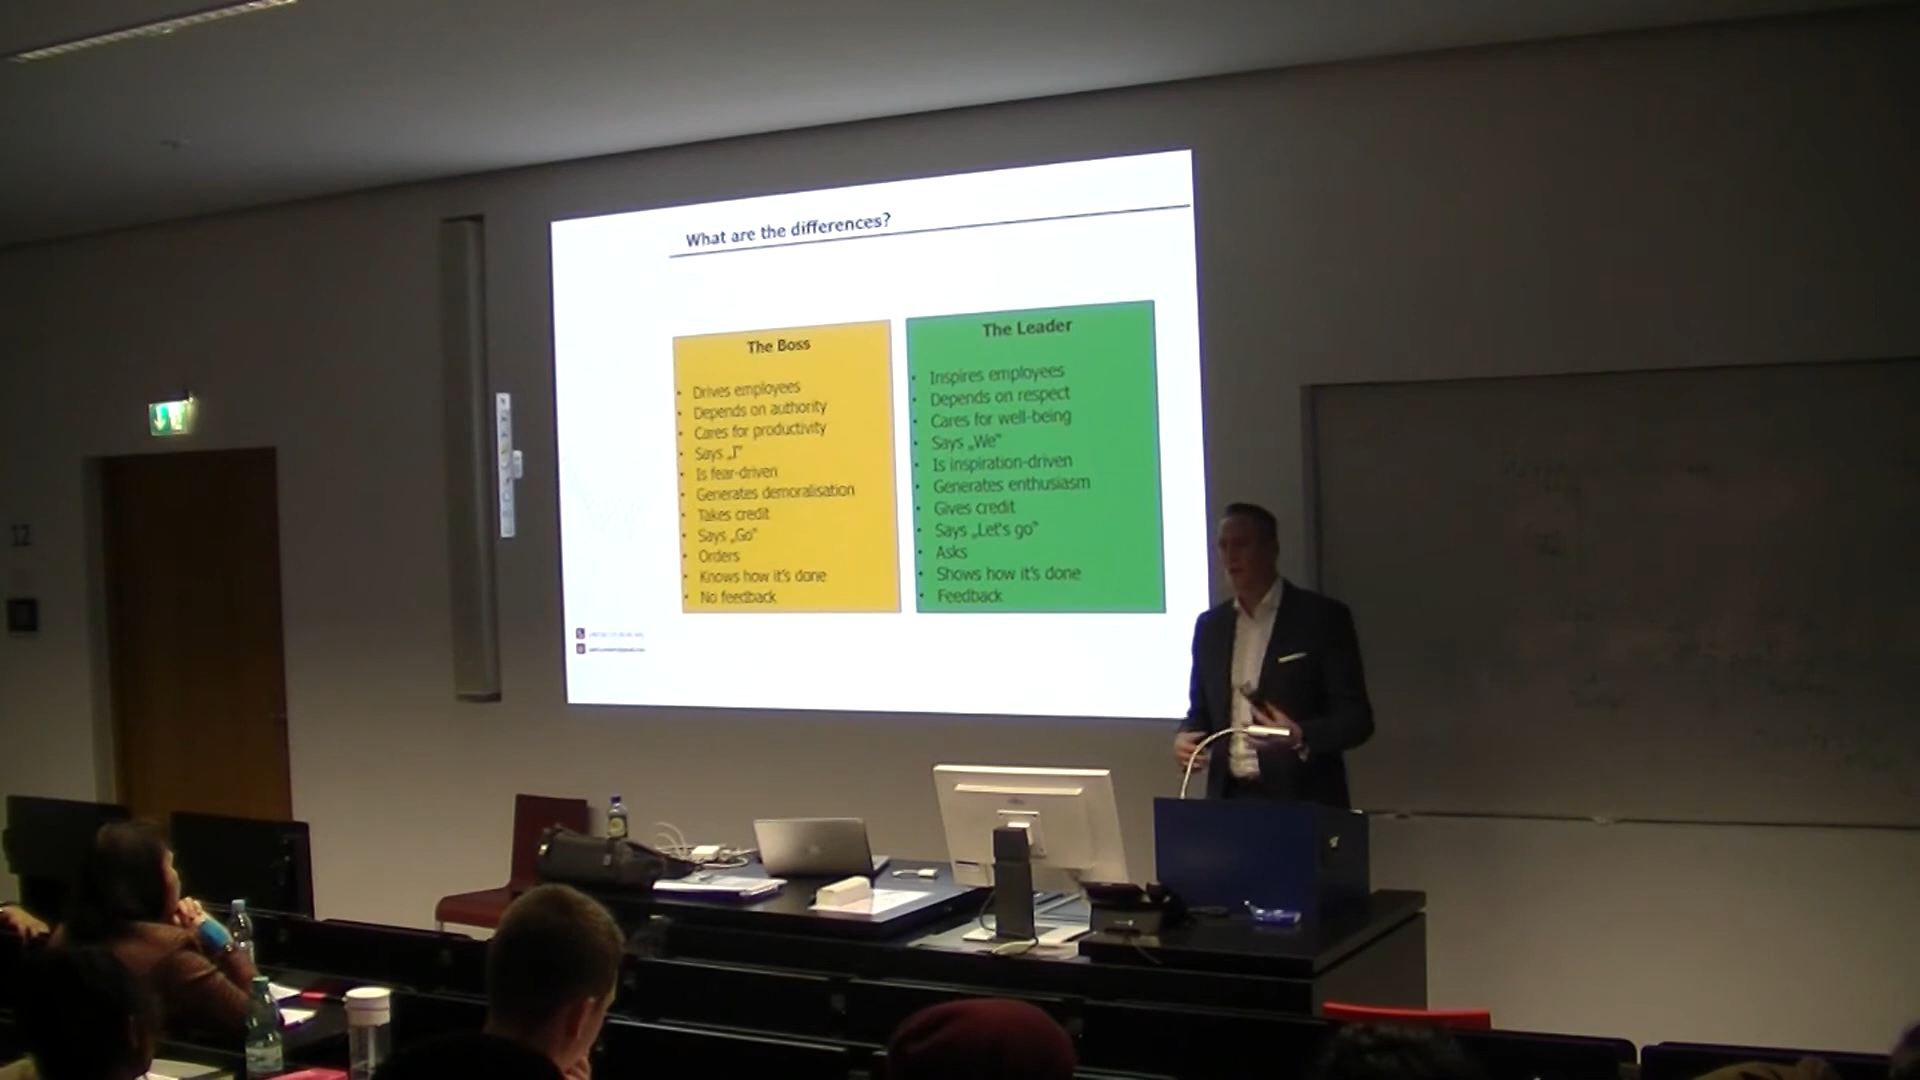 What are the differences?
The Boss
Drives employees
Depends on authority
Cares for productivity
Says „I"
Is fear-driven
Generates demoralisation
Takes credit
Says „Go"
Orders
Knows how it's done
No feedback
The Leader
Inspires employees
Depends on respect
Cares for well-being
Says „We"
Is inspiration-driven
Generates enthusiasm
Gives credit
Says „Let's go"
Asks
Shows how it's done
Feedback
12